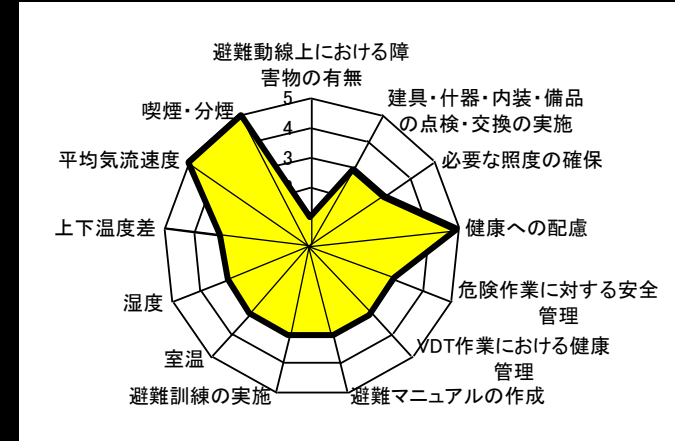 避難動線上における障
害物の有無
建具・什器・内装・備品
の点検・交換の実施
必要な照度の確保
健康への配慮
危険作業に対する安全
管理
VDT作業における健康
管理
避難マニュアルの作成
避難訓練の実施
室温
湿度
上下温度差
平均気流速度
喫煙・分煙
5
4
3